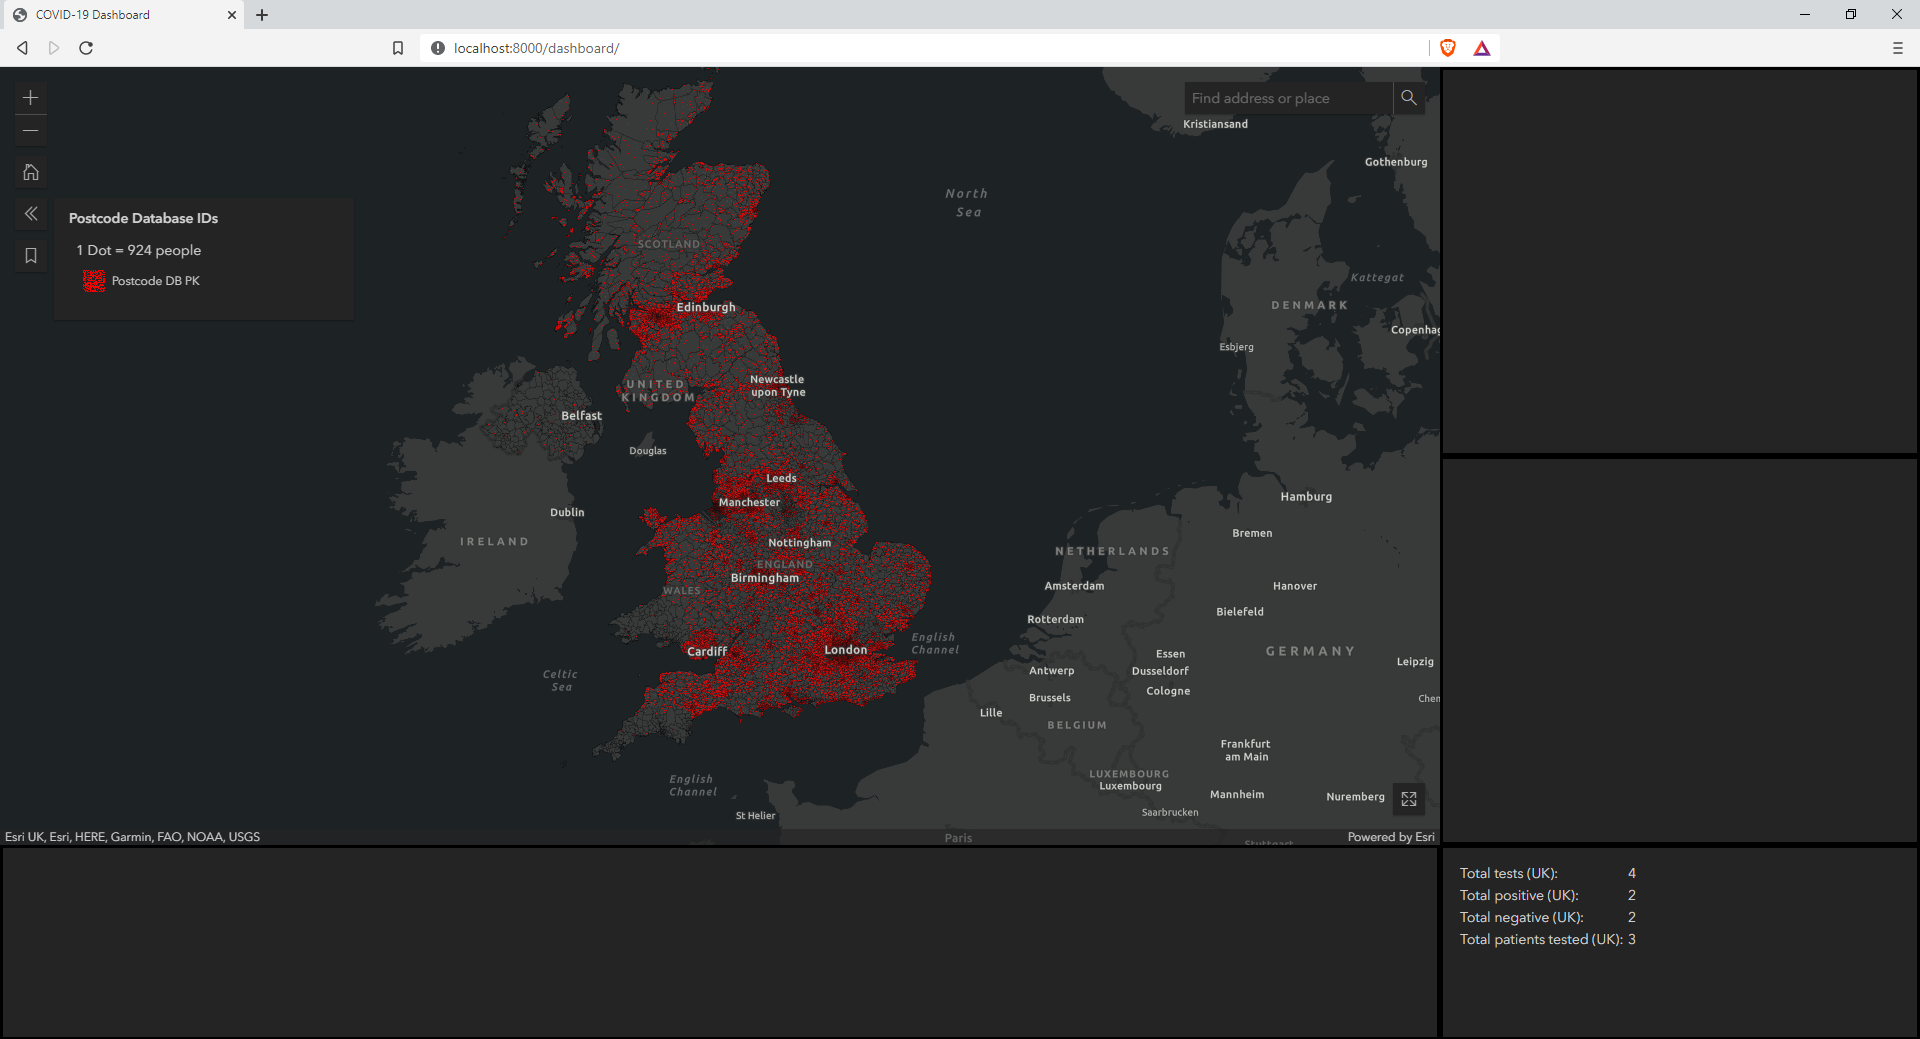 COVID-19 Dashboard
localhost:8000/dashboard/
Find address or place
Kristiansand
Gothenburg
North
Sea
Postcode Database IDs
1 Dot = 924 people
Postcode DB PK
SCOTLAND
Kattegat
DENMARK
Edinburgh
Copenhag
Esbjerg
Newcastle
upon Tyne
UNITED
KINGDOM
Belfast
Douglas
Leeds
Manchester
Hamburg
Dublin
Bremen
IRELAND
Nottingham
NETHERLANDS
ENGLAND
Birmingham
Amsterdam
Hanover
WALES
Bielefeld
Rotterdam
English
Channel
Cardiff
London
Essen
GERMANY
Leipzig
Celtic
Sea
Antwerp
Dusseldorf
Cologne
Brussels
Chen
Lille
BELGIUM
Frankfurt
am Main
English
Channel
LUXEMBOURG
Luxembourg
Mannheim
Nuremberg
St Helier
Saarbrucken
Esri UK, Esri, HERE, Garmin, FAO, NOAA, USGS
Paris
Stuttgart
Powered by Esri
Total tests (UK): 4
Total positive (UK): 2
Total negative (UK): 2
Total patients tested (UK): 3